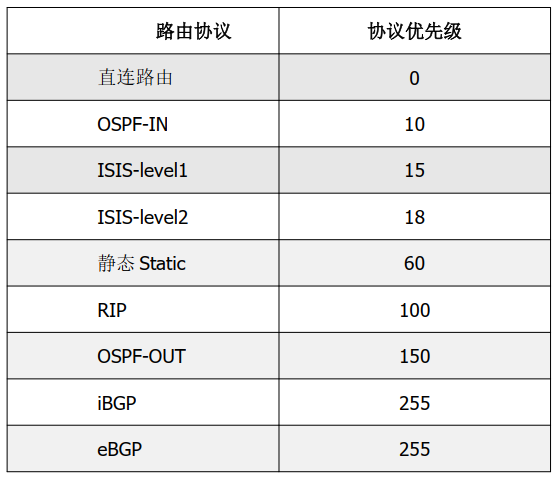 路由协议 协议优先级
直连路由 0
OSPF-IN 10
ISIS-level1 15
ISIS-level2 18
静态 Static 60
RIP 100
OSPF-OUT 150
iBGP 255
eBGP 255